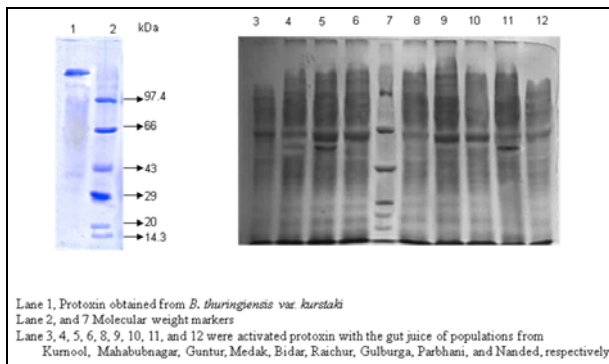 1 2 kDa
3 4 5 6 7 8 9 10 11 12
97.4
66
43
29
20
14.3
Lane 1, Protoxin obtained from B. thuringiensis var. kurstaki
Lane 2, and 7 Molecular weight markers
Lane 3, 4, 5, 6, 8, 9, 10, 11, and 12 were activated protoxin with the gut juice of populations from
Kurnool, Mahabubnagar, Guntur, Medak, Bidar, Raichur, Gulburga, Parbhani, and Nanded, respectively